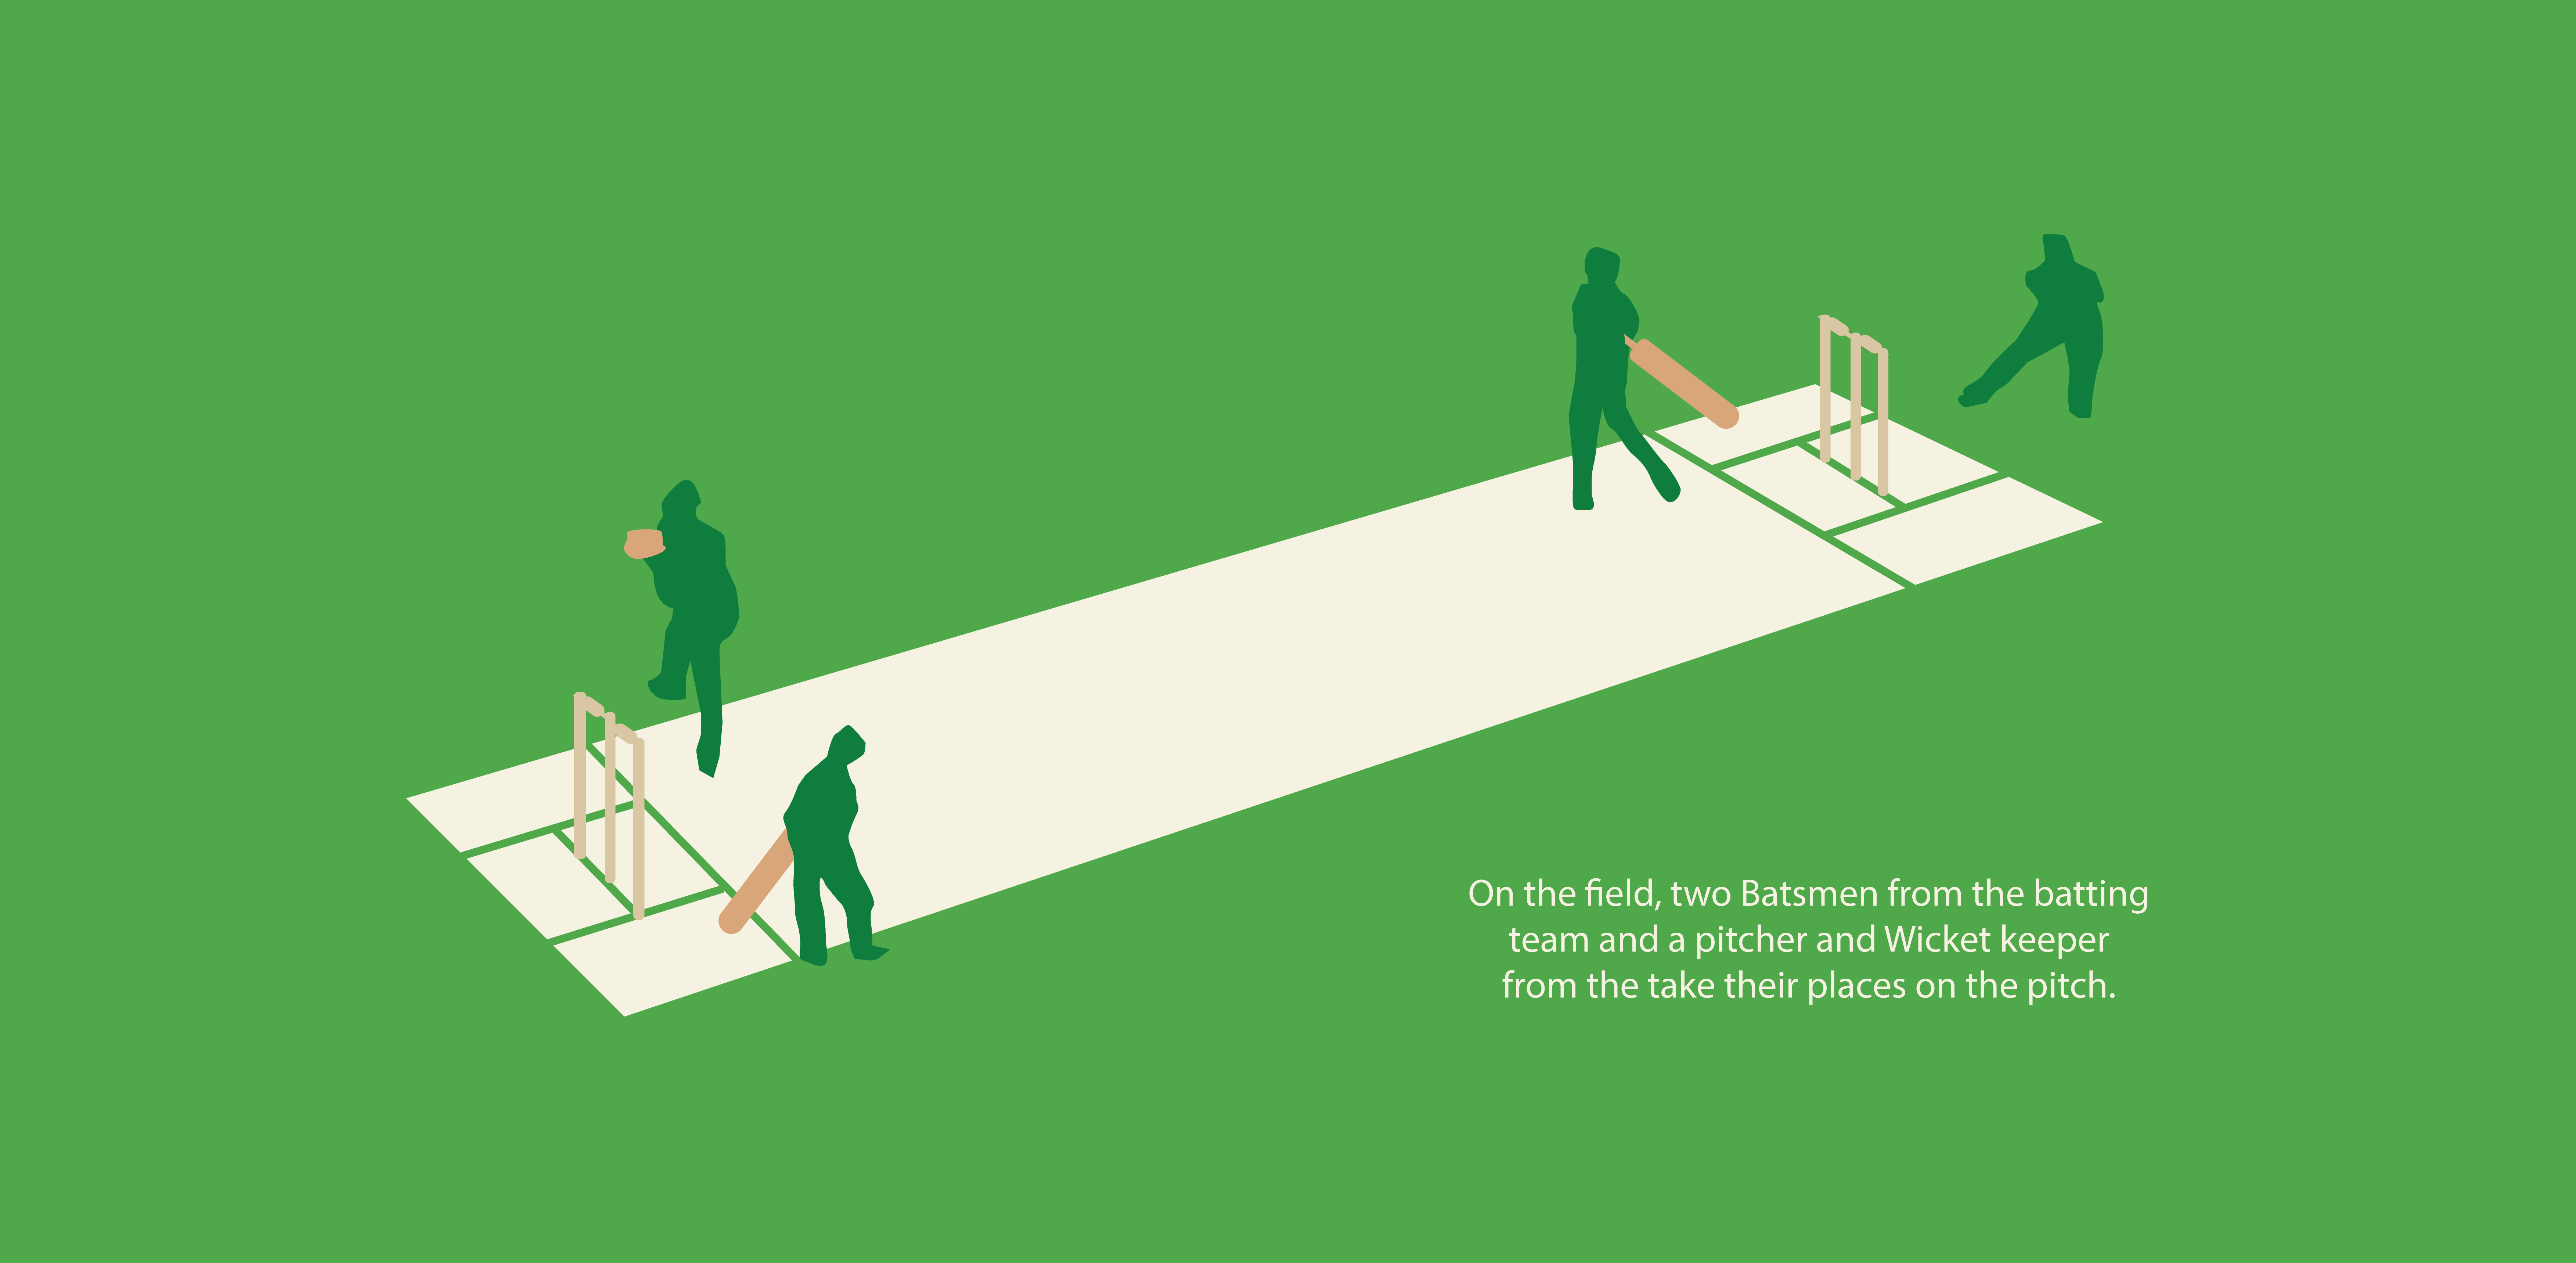 On the field, two Batsmen from the batting
team and a pitcher and Wicket keeper
from the take their places on the pitch.